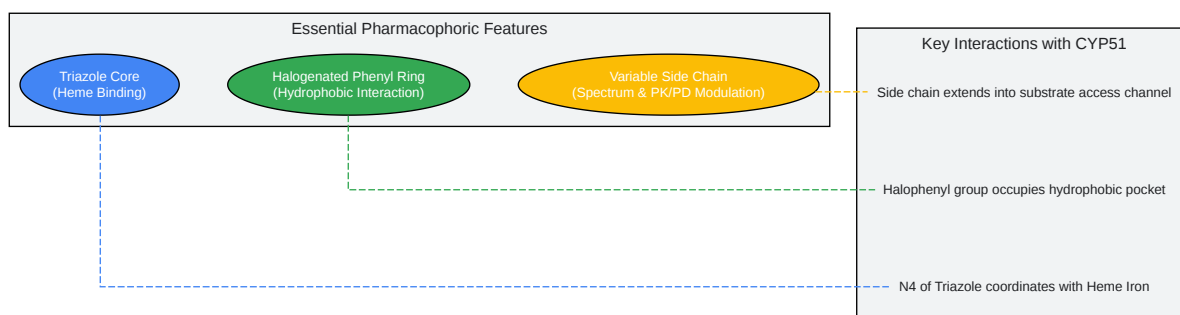 Essential Pharmacophoric Features
Triazole Core
(Heme Binding)
Halogenated Phenyl Ring
(Hydrophobic Interaction)
Variable Side Chain
(Spectrum & PK/PD Modulation)
Key Interactions with CYP51
Side chain extends into substrate access channel
Halophenyl group occupies hydrophobic pocket
N4 of Triazole coordinates with Heme Iron